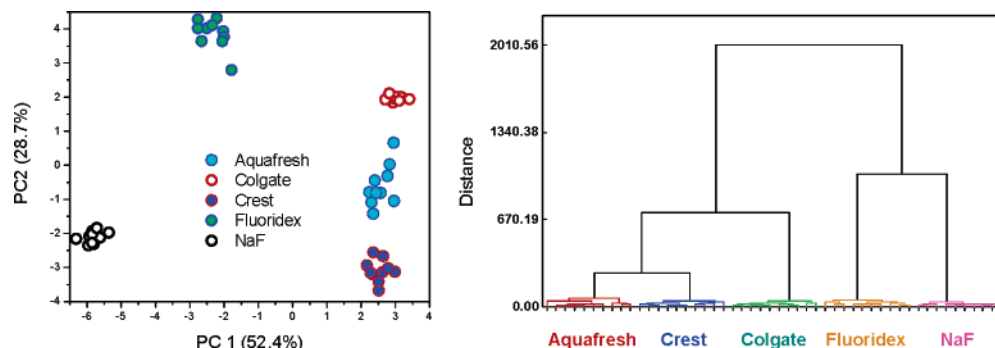 4
3
2
1
0
-1
-2
-3
-4
PC2 (28.7%)
Aquafresh
Colgate
Crest
Fluoridex
NaF
-6 -5 -4 -3 -2 -1 0 1 2 3 4
PC 1 (52.4%)
2010.56
1340.38
670.19
0.00
Distance
Aquafresh Crest Colgate Fluoridex NaF